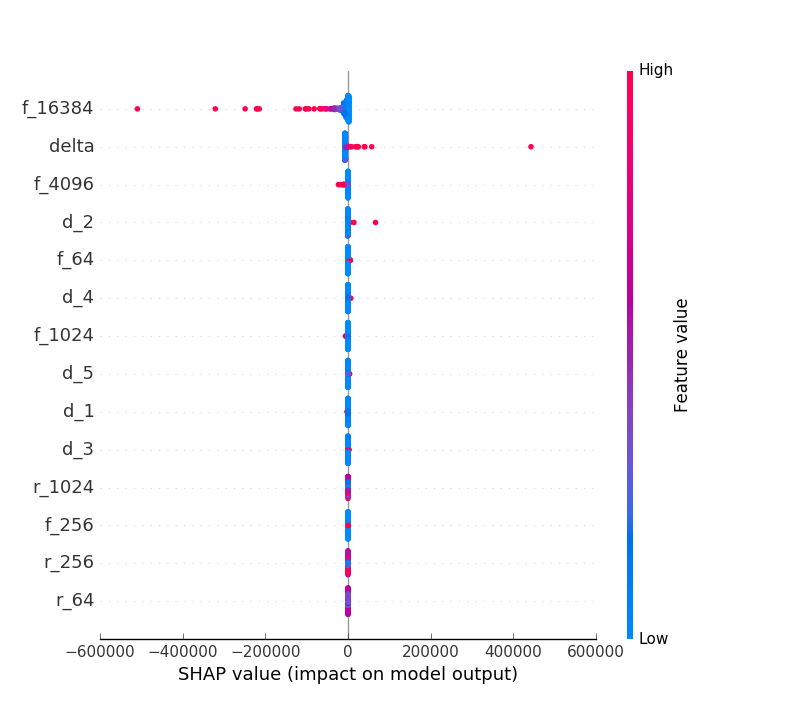 High
f_16384
delta
f_4096
d_2
f_64
d_4
f_1024
d_5
d_1
d_3
r_1024
f_256
r_256
r_64
Feature value
Low
−600000 −400000 −200000 0 200000 400000 600000
SHAP value (impact on model output)